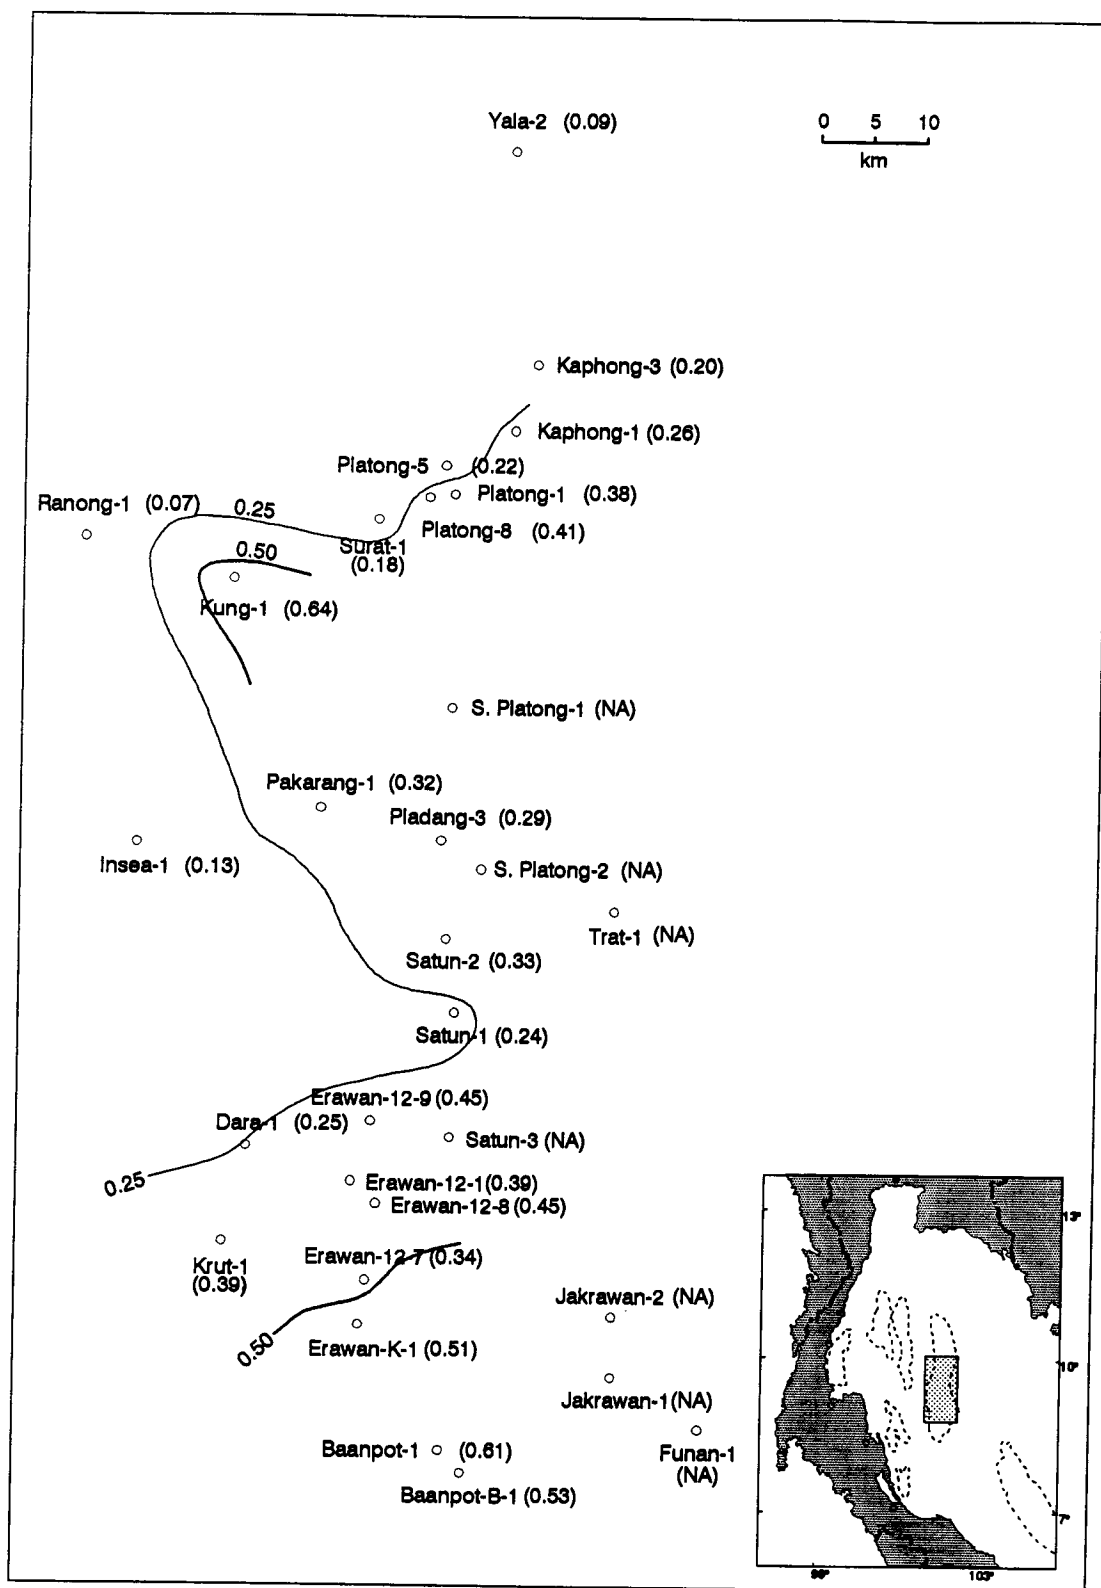 Yala-2 (0.09)
0 5 10
km
Kaphong-3 (0.20)
Kaphong-1 (0.26)
Platong-5 (0.22)
Platong-1 (0.38)
Ranong-1 (0.07)
0.25
Platong-8 (0.41)
Surat-1
(0.18)
0.50
Kung-1 (0.64)
S. Platong-1 (NA)
Pakarang-1 (0.32)
Pladang-3 (0.29)
Insea-1 (0.13)
S. Platong-2 (NA)
Trat-1 (NA)
Satun-2 (0.33)
Satun-1 (0.24)
Erawan-12-9 (0.45)
Dara-1 (0.25)
Satun-3 (NA)
0.25
Erawan-12-1 (0.39)
Erawan-12-8 (0.45)
Krut-1
(0.39)
Erawan-12-7 (0.34)
Jakrawan-2 (NA)
0.50
Erawan-K-1 (0.51)
Jakrawan-1 (NA)
Baanpot-1 (0.61)
Funan-1
(NA)
Baanpot-B-1 (0.53)
13°
10°
7°
99°
103°